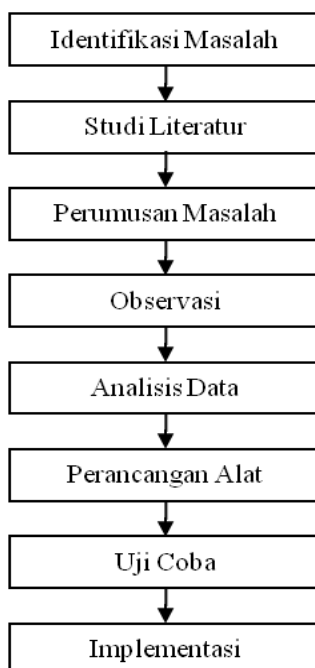 Identifikasi Masalah
Studi Literatur
Perumusan Masalah
Observasi
Analisis Data
Perancangan Alat
Uji Coba
Implementasi